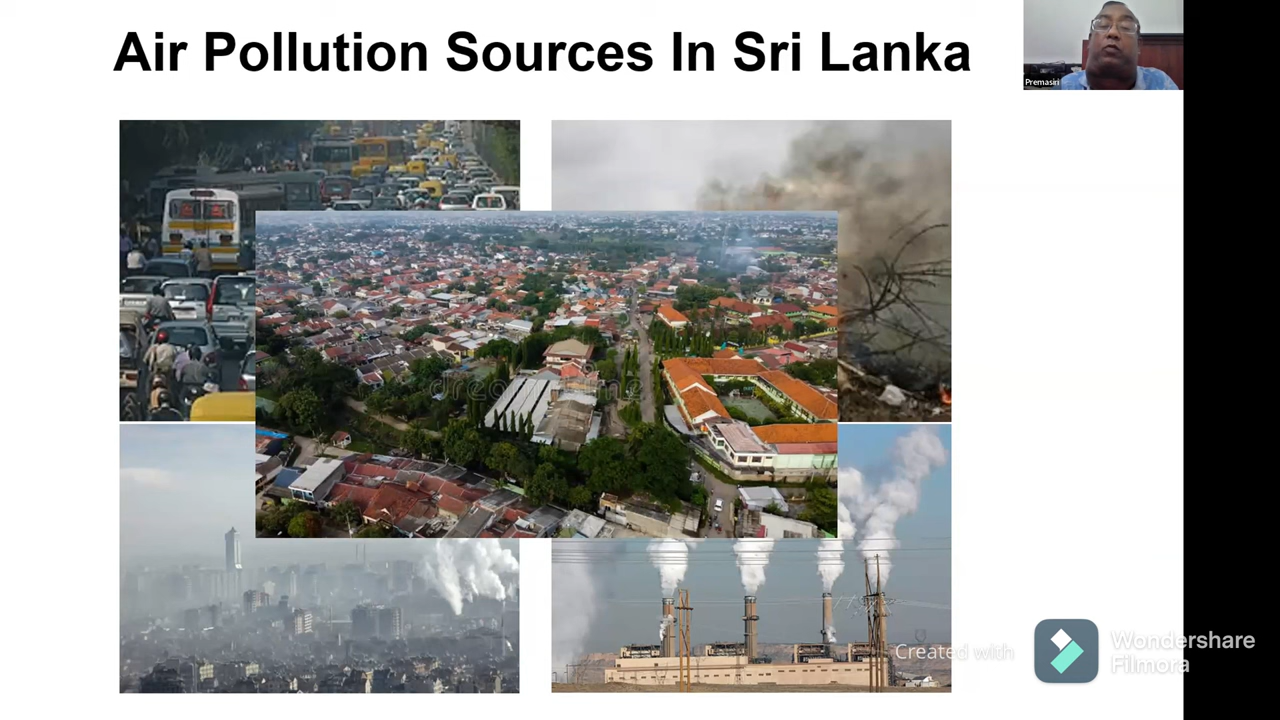 Air Pollution Sources In Sri Lanka
Premasiri
Created with
Wondershare
Filmora